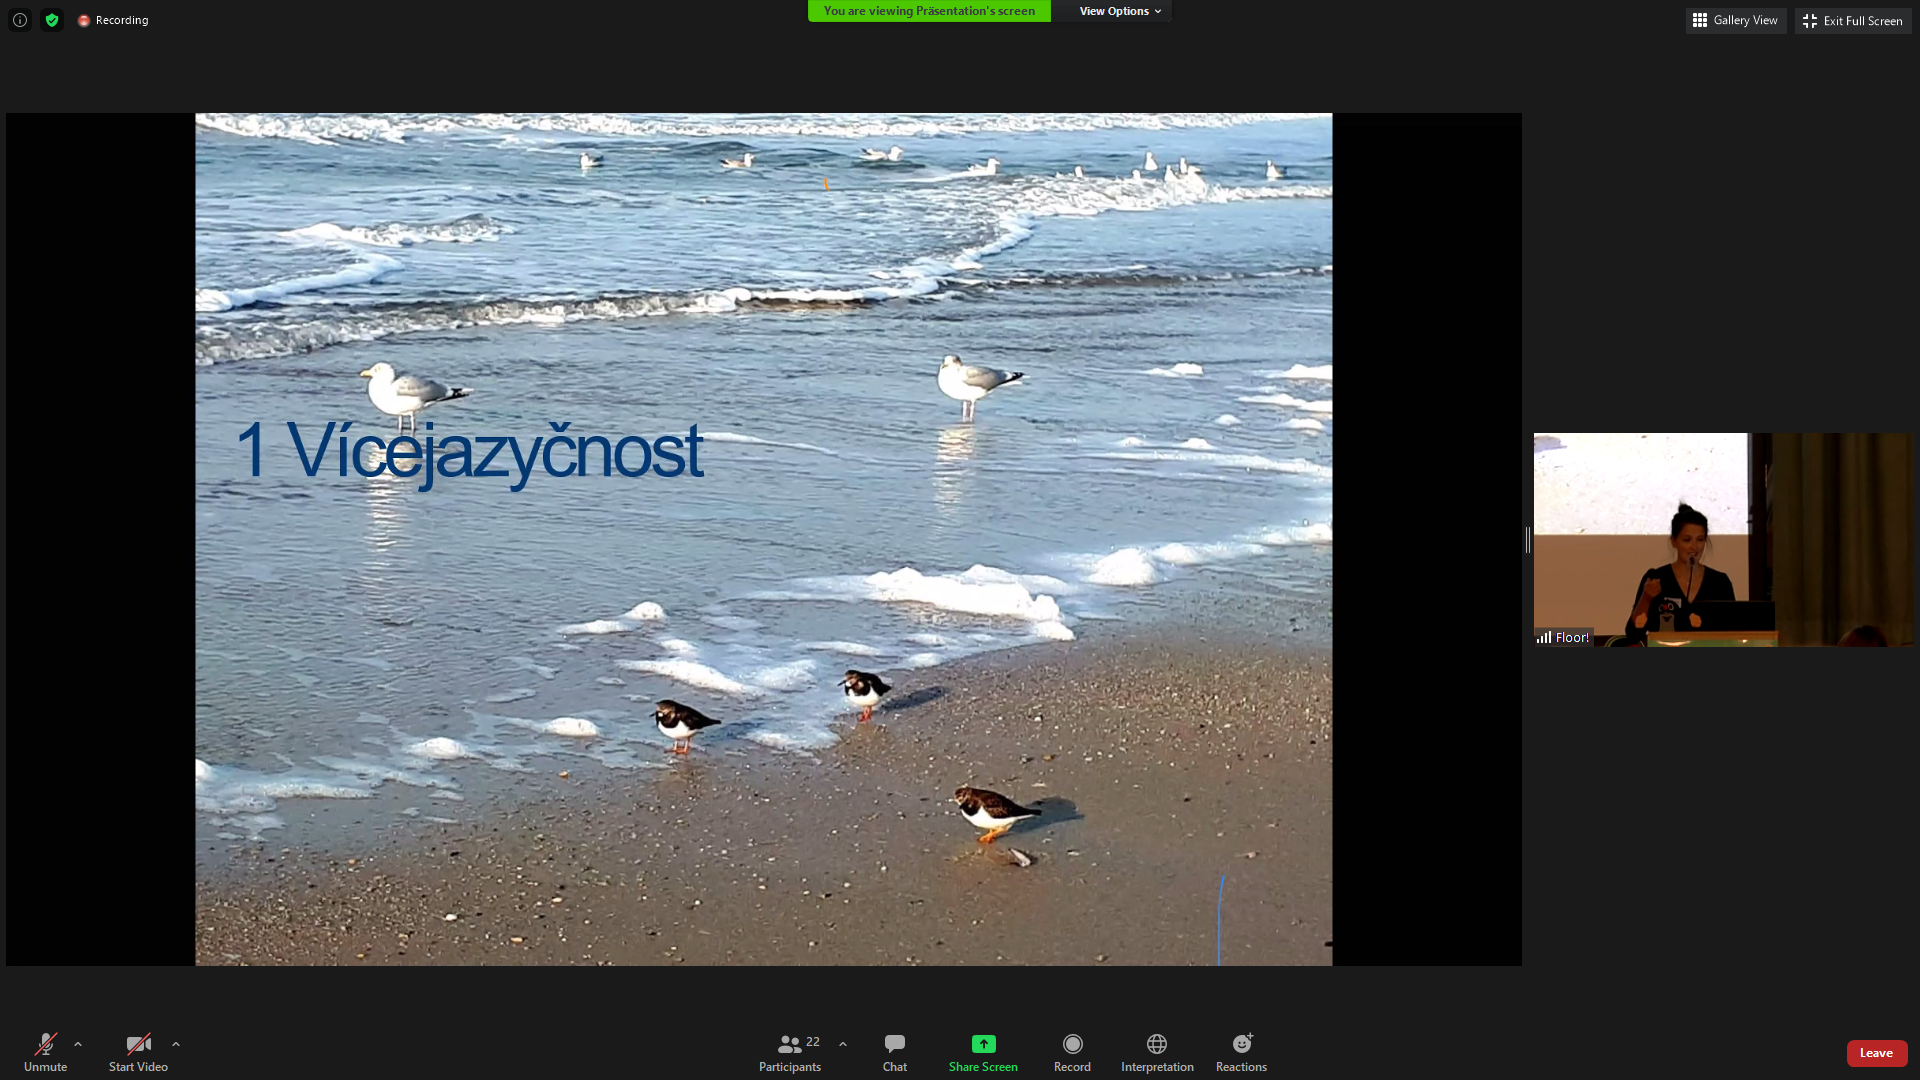 Recording
You are viewing Präsentation's screen
View Options
Gallery View
Exit Full Screen
1 Vícejazyčnost
Floor!
Unmute
Start Video
22
Participants
Chat
Share Screen
Record
Interpretation
Reactions
Leave